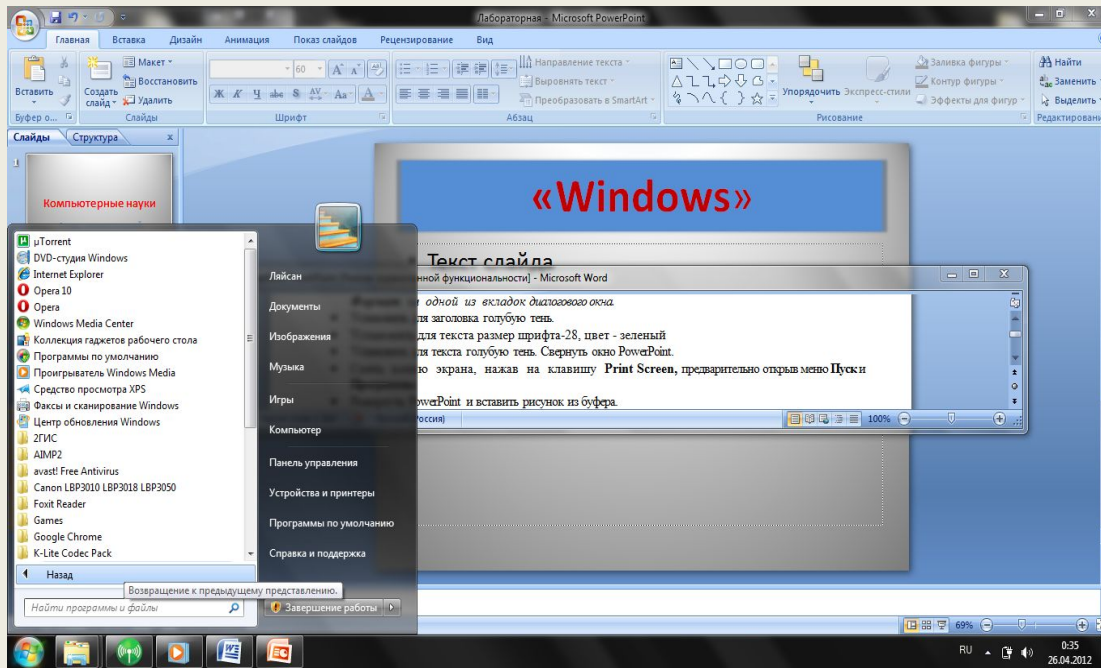 Лабораторная - Microsoft PowerPoint
Главная Вставка Дизайн Анимация Показ слайдов Рецензирование Вид
Вставить
Создать слайд
Макет
Восстановить
Удалить
60
Ж К Ч abc S AV Aa A
Направление текста
Выровнять текст
Преобразовать в SmartArt
Упорядочить Экспресс-стили
Заливка фигуры
Контур фигуры
Эффекты для фигур
Найти
Заменить
Выделить
Буфер о... Слайды Шрифт Абзац Рисование Редактировани
Слайды Структура x
1
Компьютерные науки
«Windows»
Текст слайда
нной функциональности] - Microsoft Word
одной из вкладок диалогового окна.
ля заголовка голубую тень.
для текста размер шрифта-28, цвет - зеленый
ля текста голубую тень. Свернуть окно PowerPoint.
экрана, нажав на клавишу Print Screen, предварительно открыв меню Пуск и
PowerPoint и вставить рисунок из буфера.
Россия) 100%
µTorrent
DVD-студия Windows
Internet Explorer
Opera 10
Opera
Windows Media Center
Коллекция гаджетов рабочего стола
Программы по умолчанию
Проигрыватель Windows Media
Средство просмотра XPS
Факсы и сканирование Windows
Центр обновления Windows
2ГИС
AIMP2
avast! Free Antivirus
Canon LBP3010 LBP3018 LBP3050
Foxit Reader
Games
Google Chrome
K-Lite Codec Pack
Назад
Возвращение к предыдущему представлению.
Найти программы и файлы
Ляйсан
Документы
Изображения
Музыка
Игры
Компьютер
Панель управления
Устройства и принтеры
Программы по умолчанию
Справка и поддержка
Завершение работы
69%
RU
0:35
26.04.2012